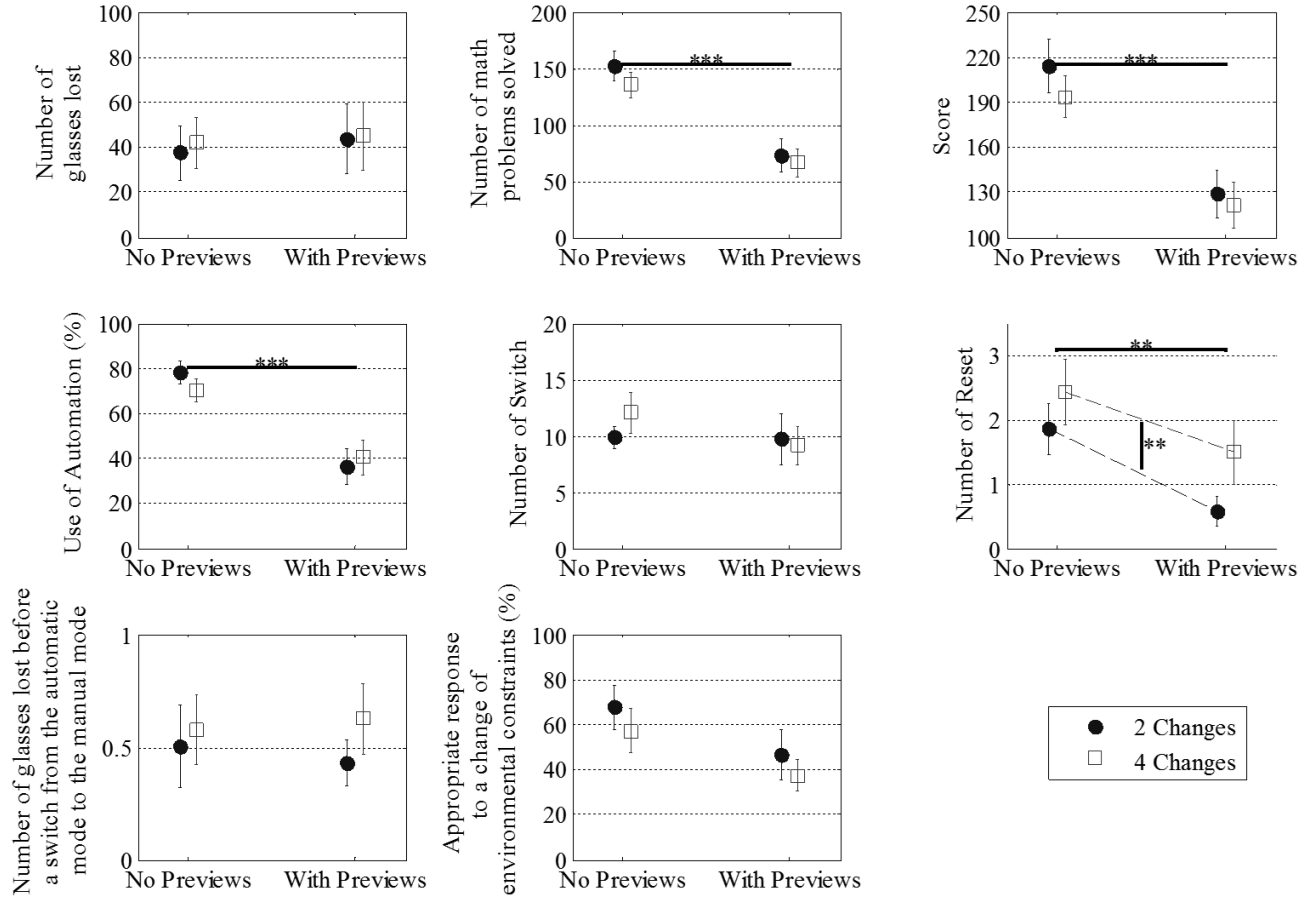 Number of
glasses lost
100
80
60
40
20
0
No Previews
With Previews
Number of math
problems solved
200
150
100
50
0
***
No Previews
With Previews
Score
250
220
190
160
130
100
***
No Previews
With Previews
Use of Automation (%)
100
80
60
40
20
0
***
No Previews
With Previews
Number of Switch
20
15
10
5
0
No Previews
With Previews
Number of Reset
3
2
1
0
**
**
No Previews
With Previews
Number of glasses lost before
a switch from the automatic
mode to the manual mode
1
0.5
0
No Previews
With Previews
Appropriate response
to a change of
environmental constraints (%)
100
80
60
40
20
0
No Previews
With Previews
2 Changes
4 Changes